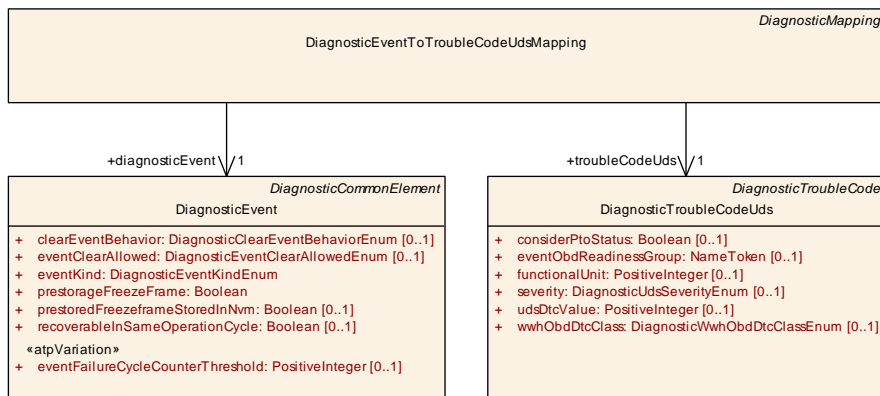 DiagnosticMapping
DiagnosticEventToTroubleCodeUdsMapping
+diagnosticEvent 1
+troubleCodeUds 1
DiagnosticCommonElement
DiagnosticEvent
+ clearEventBehavior: DiagnosticClearEventBehaviorEnum [0..1]
+ eventClearAllowed: DiagnosticEventClearAllowedEnum [0..1]
+ eventKind: DiagnosticEventKindEnum
+ prestorageFreezeFrame: Boolean
+ prestoredFreezeframeStoredInNvm: Boolean [0..1]
+ recoverableInSameOperationCycle: Boolean [0..1]
«atpVariation»
+ eventFailureCycleCounterThreshold: PositiveInteger [0..1]
DiagnosticTroubleCode
DiagnosticTroubleCodeUds
+ considerPtoStatus: Boolean [0..1]
+ eventObdReadinessGroup: NameToken [0..1]
+ functionalUnit: PositiveInteger [0..1]
+ severity: DiagnosticUdsSeverityEnum [0..1]
+ udsDtcValue: PositiveInteger [0..1]
+ wwhObdDtcClass: DiagnosticWwhObdDtcClassEnum [0..1]